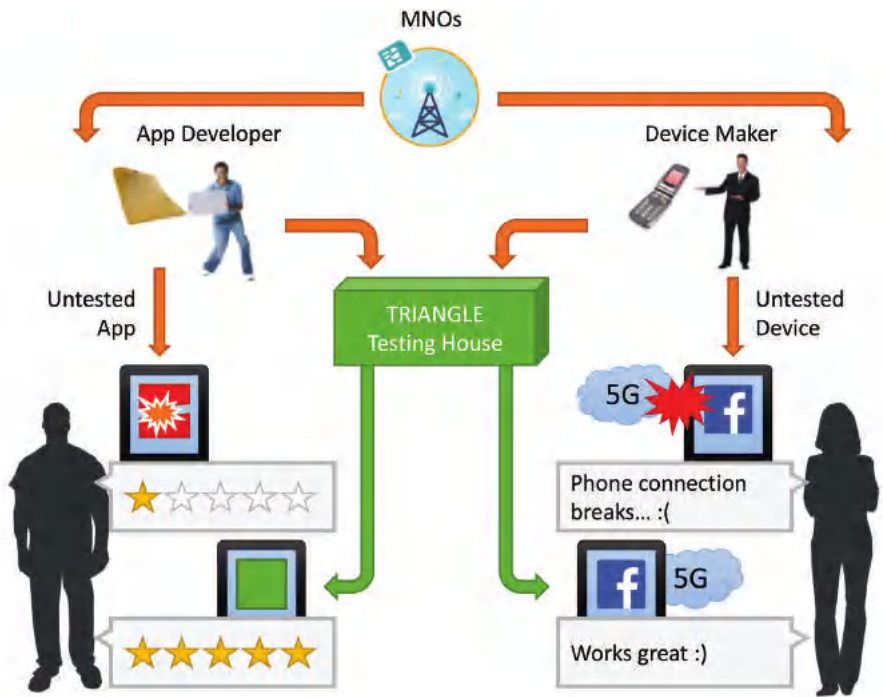 MNOs
App Developer
Device Maker
Untested
App
TRIANGLE
Testing House
Untested
Device
5G
f
Phone connection
breaks... :(
f
5G
Works great :)